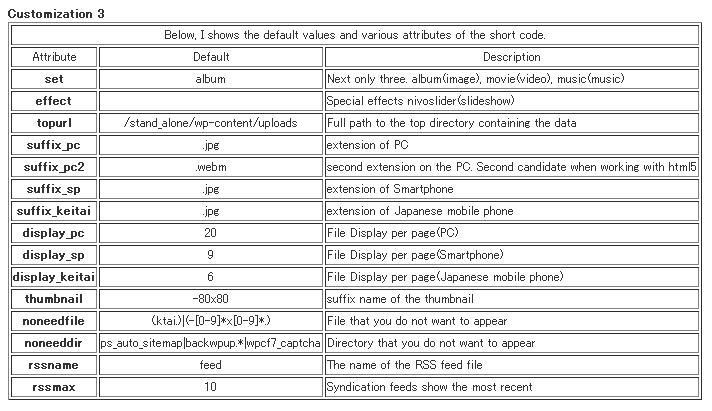 Customization 3
Below, I shows the default values and various attributes of the short code.
Attribute Default Description
set album Next only three. album(image), movie(video), music(music)
effect Special effects nivoslider(slideshow)
topurl /stand_alone/wp-content/uploads Full path to the top directory containing the data
suffix_pc .jpg extension of PC
suffix_pc2 .webm second extension on the PC. Second candidate when working with html5
suffix_sp .jpg extension of Smartphone
suffix_keitai .jpg extension of Japanese mobile phone
display_pc 20 File Display per page(PC)
display_sp 9 File Display per page(Smartphone)
display_keitai 6 File Display per page(Japanese mobile phone)
thumbnail -80x80 suffix name of the thumbnail
noneedfile (ktai.)|(-[0-9]*x[0-9]*.) File that you do not want to appear
noneeddir ps_auto_sitemap|backwpup.*|wpcf7_captcha Directory that you do not want to appear
rssname feed The name of the RSS feed file
rssmax 10 Syndication feeds show the most recent